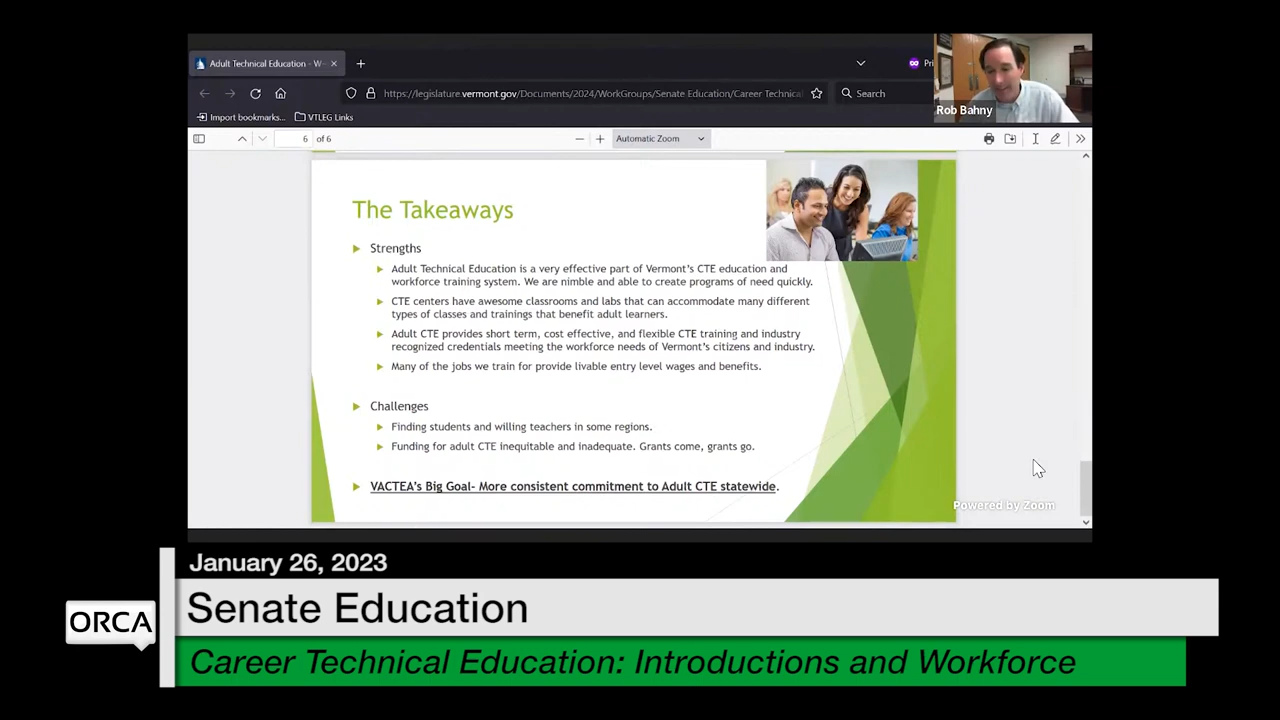 Adult Technical Education - W
Pri
https://legislature.vermont.gov/Documents/2024/WorkGroups/Senate Education/Career Technical
Search
Rob Bahny
Import bookmarks...
VTLEG Links
6 of 6
Automatic Zoom
The Takeaways
Strengths
Adult Technical Education is a very effective part of Vermont's CTE education and
workforce training system. We are nimble and able to create programs of need quickly.
CTE centers have awesome classrooms and labs that can accommodate many different
types of classes and trainings that benefit adult learners.
Adult CTE provides short term, cost effective, and flexible CTE training and industry
recognized credentials meeting the workforce needs of Vermont's citizens and industry.
Many of the jobs we train for provide livable entry level wages and benefits.
Challenges
Finding students and willing teachers in some regions.
Funding for adult CTE inequitable and inadequate. Grants come, grants go.
VACTEA's Big Goal- More consistent commitment to Adult CTE statewide.
Powered by Zoom
January 26, 2023
Senate Education
ORCA
Career Technical Education: Introductions and Workforce